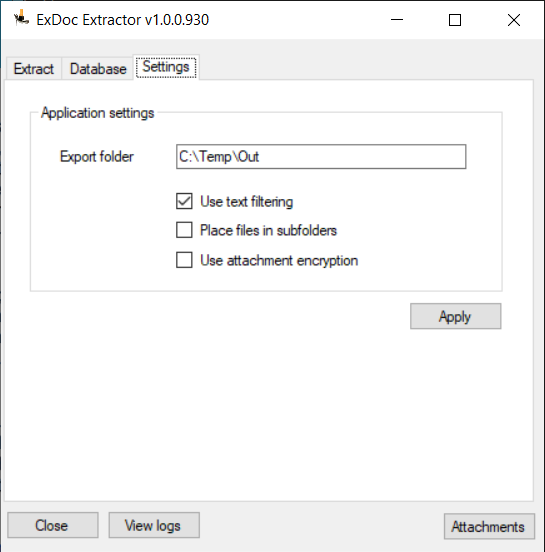 ExDoc Extractor v1.0.0.930
Extract Database Settings
Application settings
Export folder C:\Temp\Out
Use text filtering
Place files in subfolders
Use attachment encryption
Apply
Close View logs Attachments